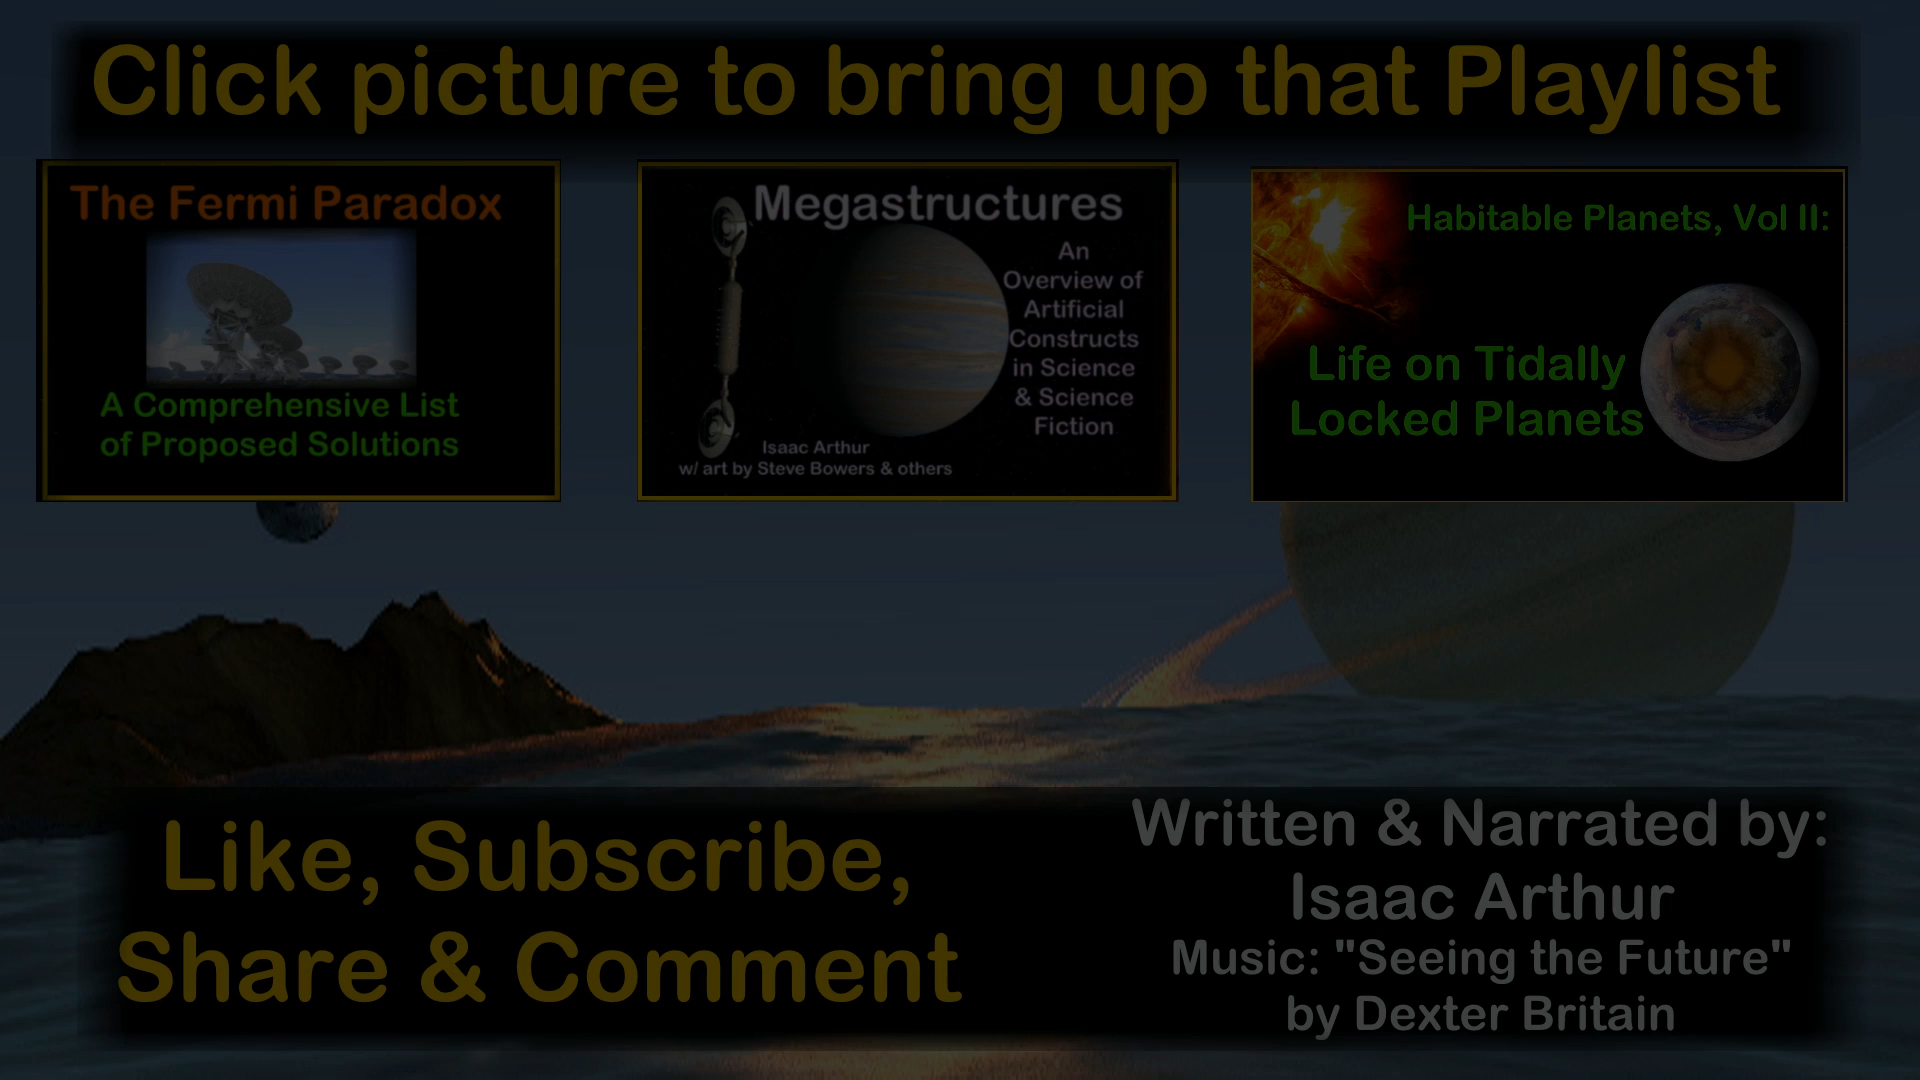 Click picture to bring up that Playlist
The Fermi Paradox
A Comprehensive List
of Proposed Solutions
Megastructures
An
Overview of
Artificial
Constructs
in Science
& Science
Fiction
Isaac Arthur
w/ art by Steve Bowers & others
Habitable Planets, Vol II:
Life on Tidally
Locked Planets
Like, Subscribe,
Share & Comment
Written & Narrated by:
Isaac Arthur
Music: "Seeing the Future"
by Dexter Britain